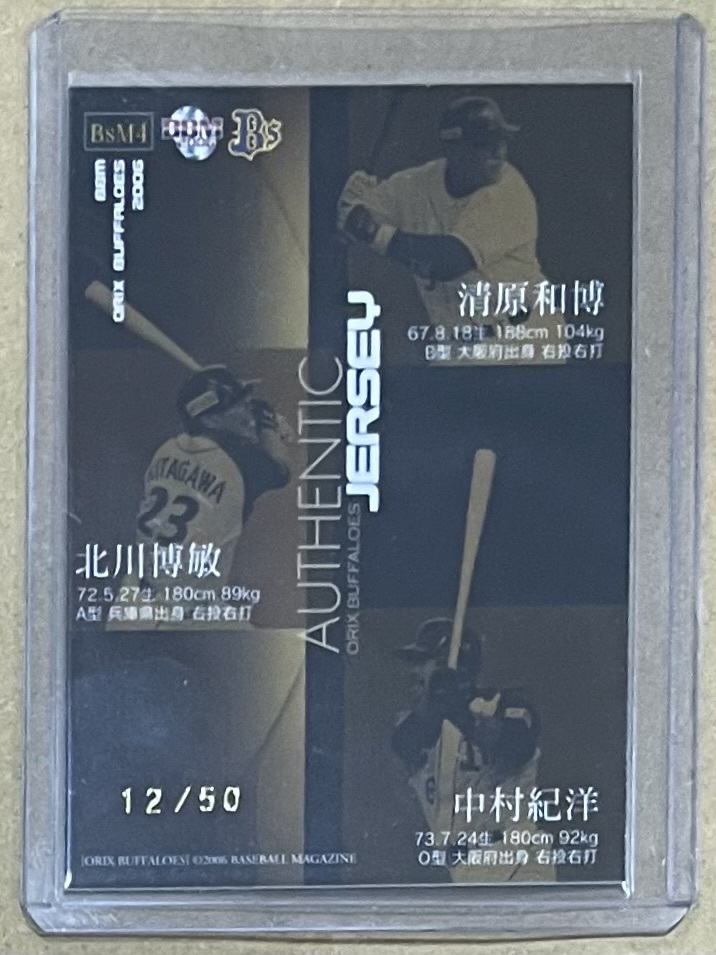 BsM4
BBM
2006
Bs
BBM
ORIX BUFFALOES
2006
清原和博
67.8.18生 188cm 104kg
B型 大阪府出身 右投右打
AUTHENTIC
JERSEY
ORIX BUFFALOES
KITAGAWA
23
北川博敏
72.5.27生 180cm 89kg
A型 兵庫県出身 右投右打
12/50
中村紀洋
73.7.24生 180cm 92kg
O型 大阪府出身 右投右打
[ORIX BUFFALOES] ©2006 BASEBALL MAGAZINE